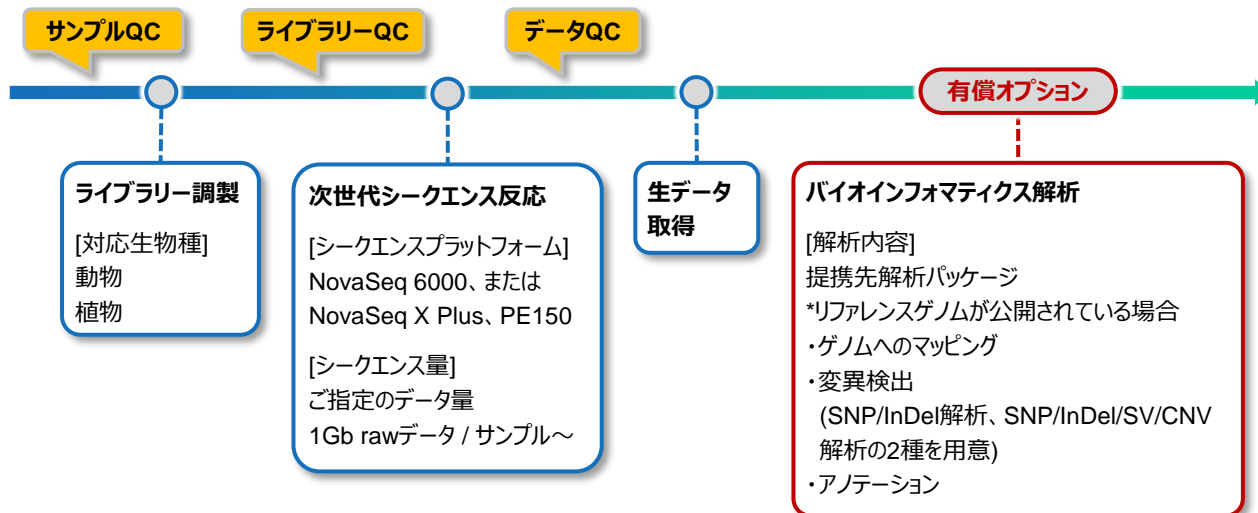 サンプルQC
ライブラリーQC
データQC
有償オプション
ライブラリー調製
[対応生物種]
動物
植物
次世代シークエンス反応
[シークエンスプラットフォーム]
NovaSeq 6000、または
NovaSeq X Plus、PE150
[シークエンス量]
ご指定のデータ量
1Gb rawデータ / サンプル～
生データ
取得
バイオインフォマティクス解析
[解析内容]
提携先解析パッケージ
*リファレンスゲノムが公開されている場合
・ゲノムへのマッピング
・変異検出
(SNP/InDel解析、SNP/InDel/SV/CNV
解析の2種を用意)
・アノテーション